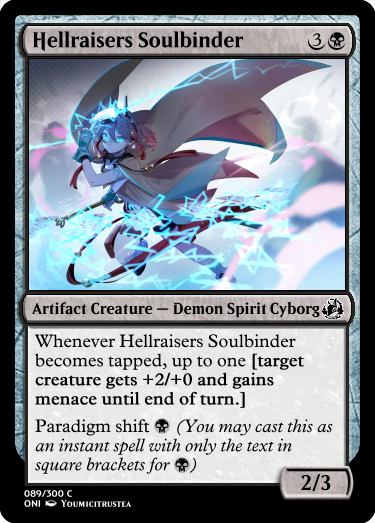 Hellraisers Soulbinder 3
Artifact Creature — Demon Spirit Cyborg
Whenever Hellraisers Soulbinder
becomes tapped, up to one [target
creature gets +2/+0 and gains
menace until end of turn.]
Paradigm shift (You may cast this as
an instant spell with only the text in
square brackets for )
2/3
089/300 C
ONI Youmicitrustea